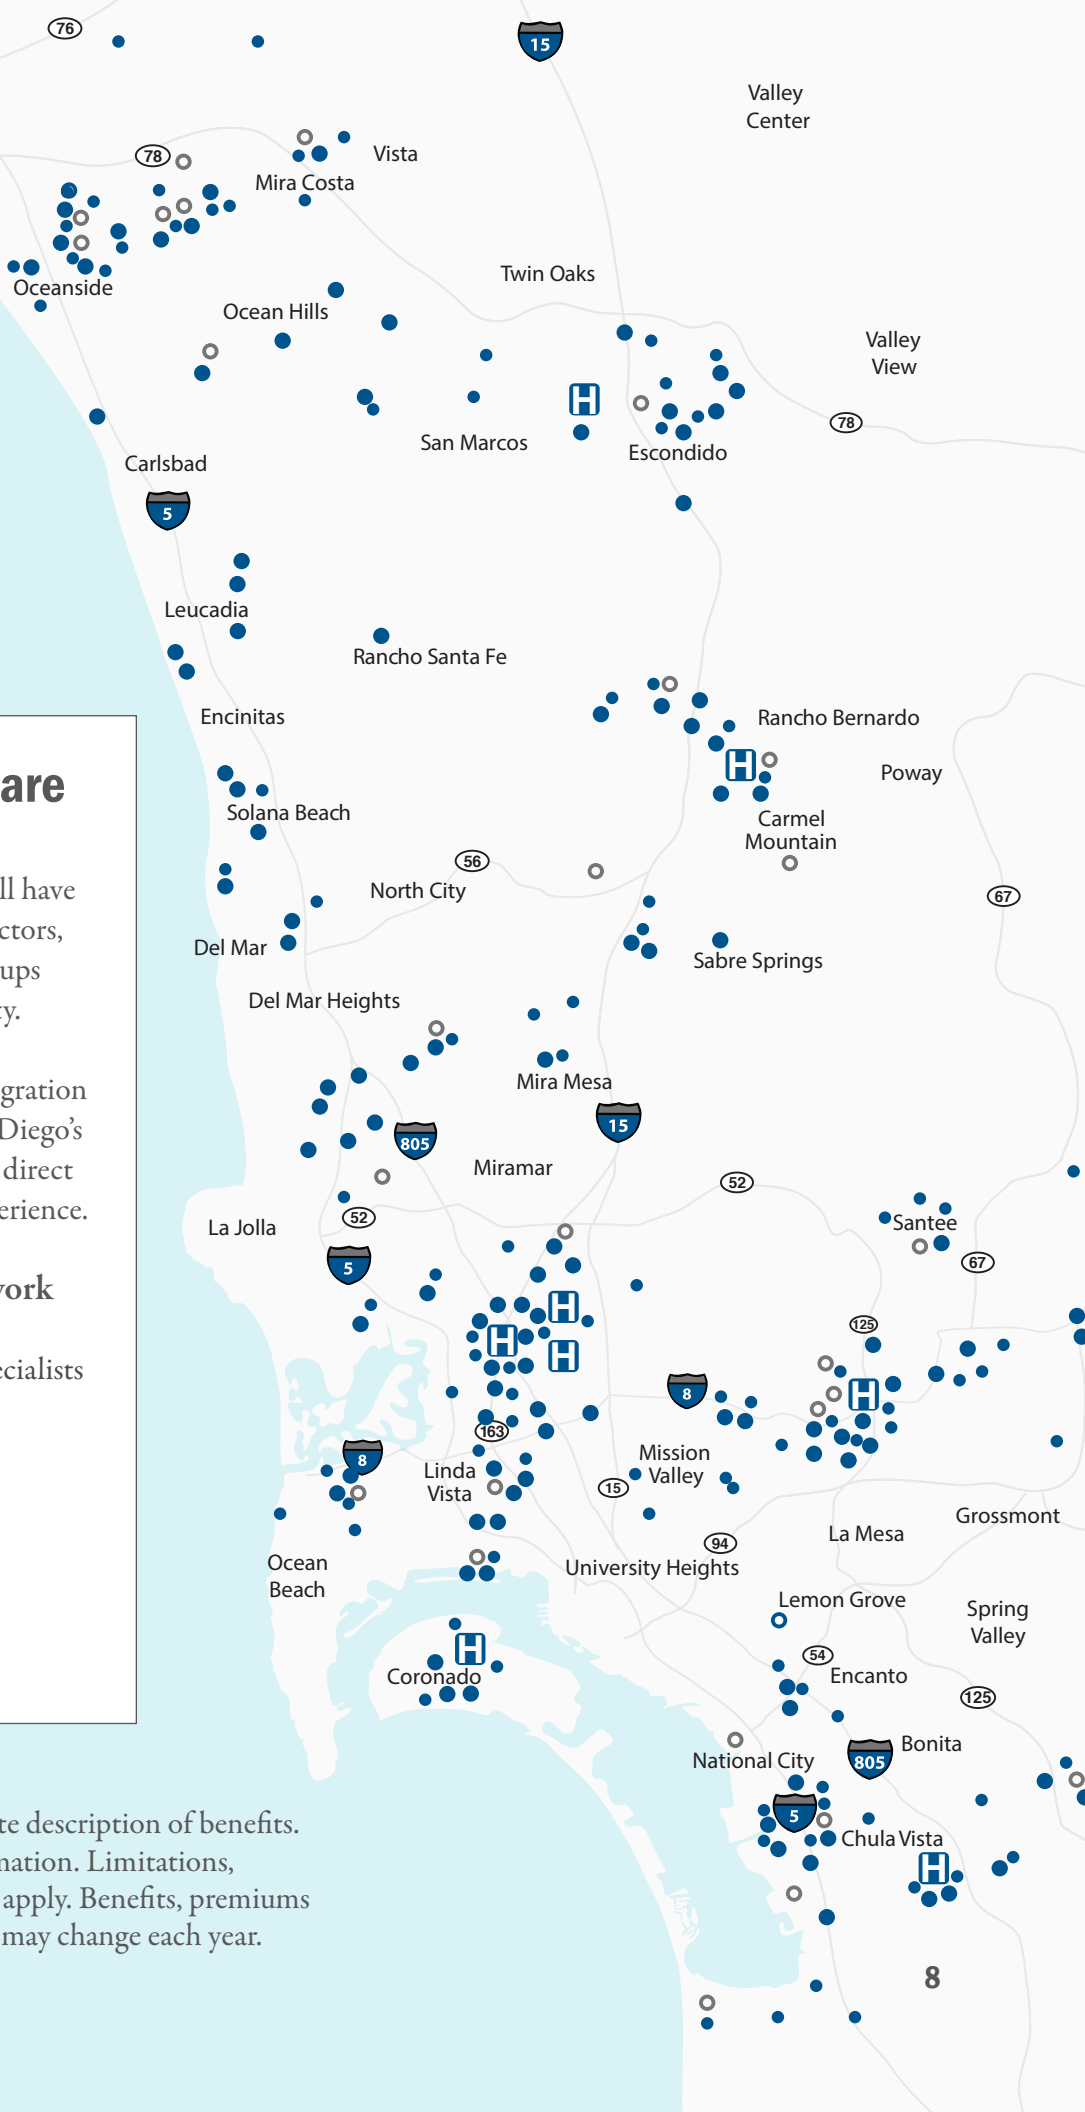 76
15
Valley
Center
78
Vista
Mira Costa
Twin Oaks
Oceanside
Ocean Hills
Valley
View
H
78
San Marcos
Escondido
Carlsbad
5
Leucadia
Rancho Santa Fe
Encinitas
Rancho Bernardo
are
H
Poway
Solana Beach
Carmel
Mountain
56
ll have
North City
67
ctors,
Del Mar
Sabre Springs
ups
Del Mar Heights
ty.
Mira Mesa
gration
15
Diego’s
805
direct
Miramar
52
erience.
La Jolla
52
Santee
5
67
work
H
125
H
H
ecialists
8
H
163
8
Mission
Valley
Linda
Vista
15
Grossmont
La Mesa
94
Ocean
Beach
University Heights
Lemon Grove
Spring
Valley
H
54
Coronado
Encanto
125
Bonita
National City
805
5
te description of benefits.
Chula Vista
mation. Limitations,
H
apply. Benefits, premiums
may change each year.
8